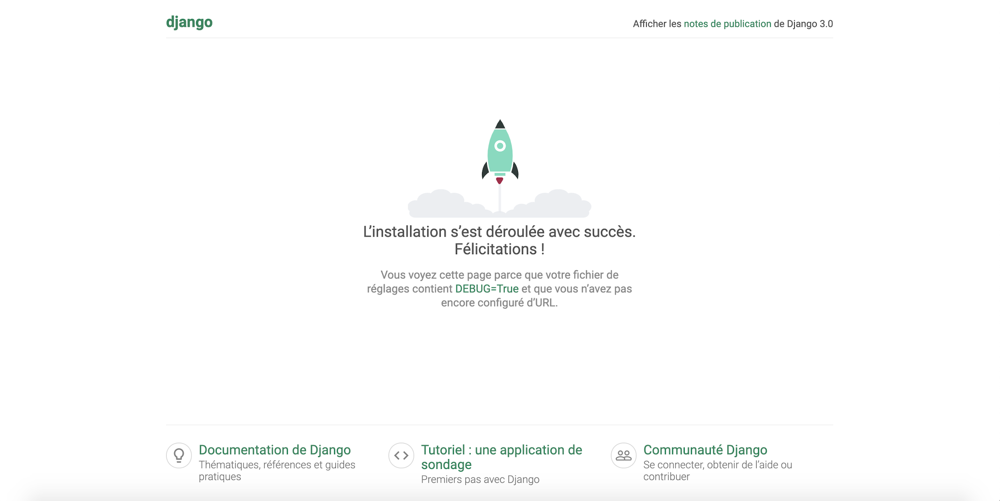 django
Afficher les notes de publication de Django 3.0
L’installation s’est déroulée avec succès.
Félicitations !
Vous voyez cette page parce que votre fichier de
réglages contient DEBUG=True et que vous n’avez pas
encore configuré d’URL.
Documentation de Django
Thématiques, références et guides
pratiques
Tutoriel : une application de
sondage
Premiers pas avec Django
Communauté Django
Se connecter, obtenir de l’aide ou
contribuer